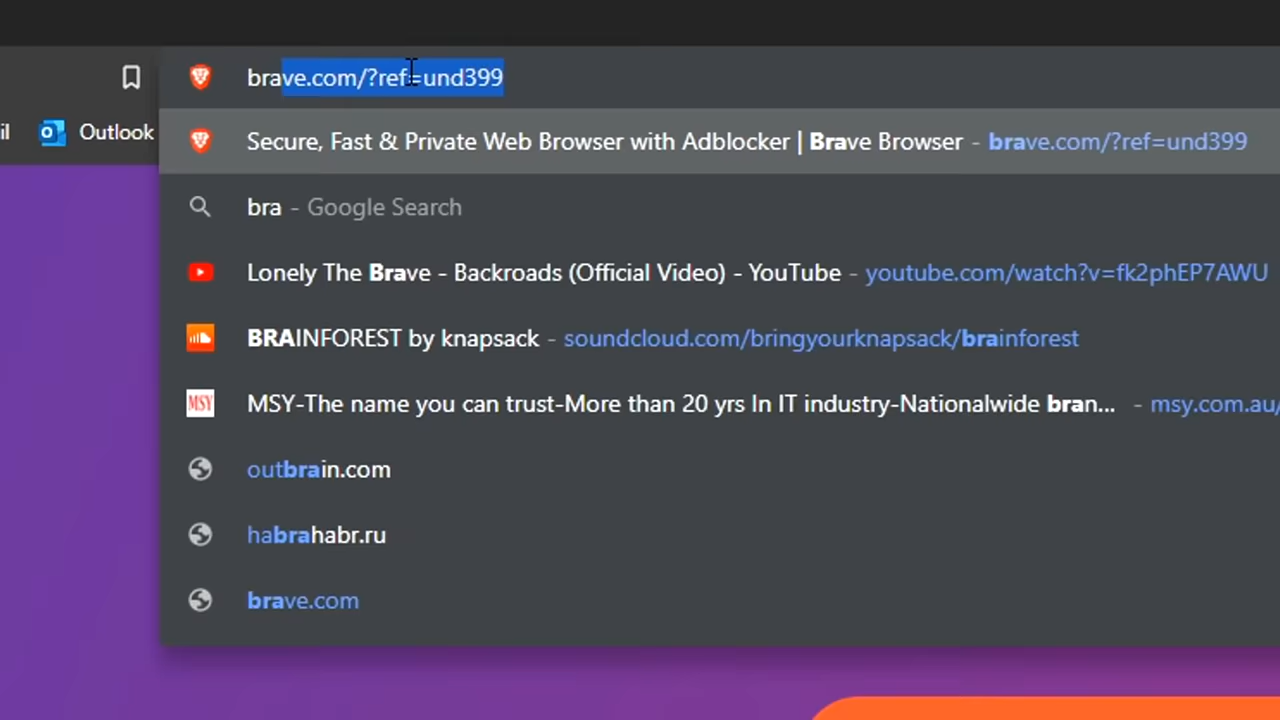 brave.com/?ref=und399
il Outlook
Secure, Fast & Private Web Browser with Adblocker | Brave Browser - brave.com/?ref=und399
bra - Google Search
Lonely The Brave - Backroads (Official Video) - YouTube - youtube.com/watch?v=fk2phEP7AWU
BRAINFOREST by knapsack - soundcloud.com/bringyourknapsack/brainforest
MSY
MSY-The name you can trust-More than 20 yrs In IT industry-Nationalwide bran... - msy.com.au/
outbrain.com
habrahabr.ru
brave.com